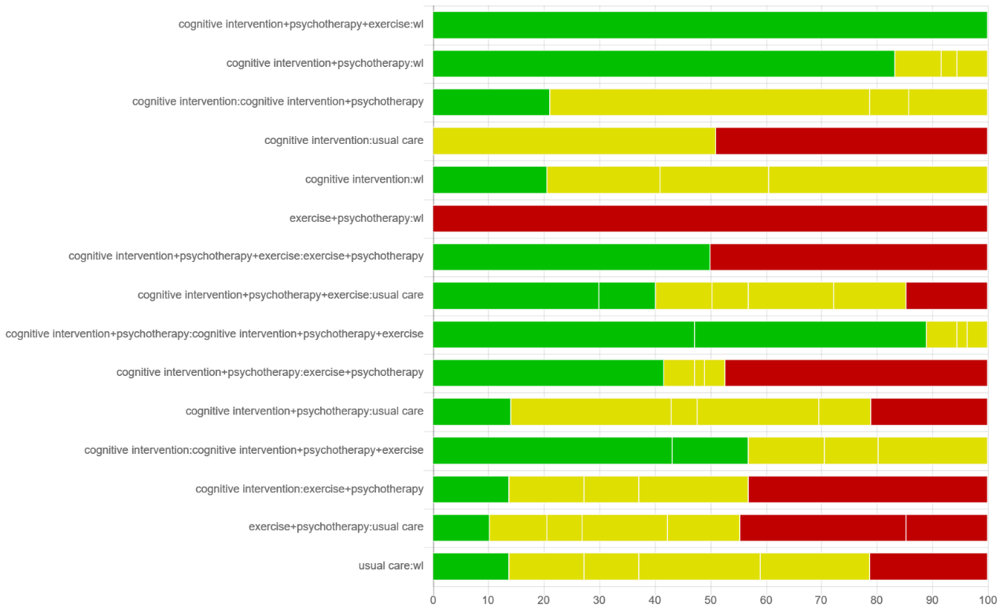 cognitive intervention+psychotherapy+exercise:wl
cognitive intervention+psychotherapy:wl
cognitive intervention:cognitive intervention+psychotherapy
cognitive intervention:usual care
cognitive intervention:wl
exercise+psychotherapy:wl
cognitive intervention+psychotherapy+exercise:exercise+psychotherapy
cognitive intervention+psychotherapy+exercise:usual care
cognitive intervention+psychotherapy:cognitive intervention+psychotherapy+exercise
cognitive intervention+psychotherapy:exercise+psychotherapy
cognitive intervention+psychotherapy:usual care
cognitive intervention:cognitive intervention+psychotherapy+exercise
cognitive intervention:exercise+psychotherapy
exercise+psychotherapy:usual care
usual care:wl
0 10 20 30 40 50 60 70 80 90 100